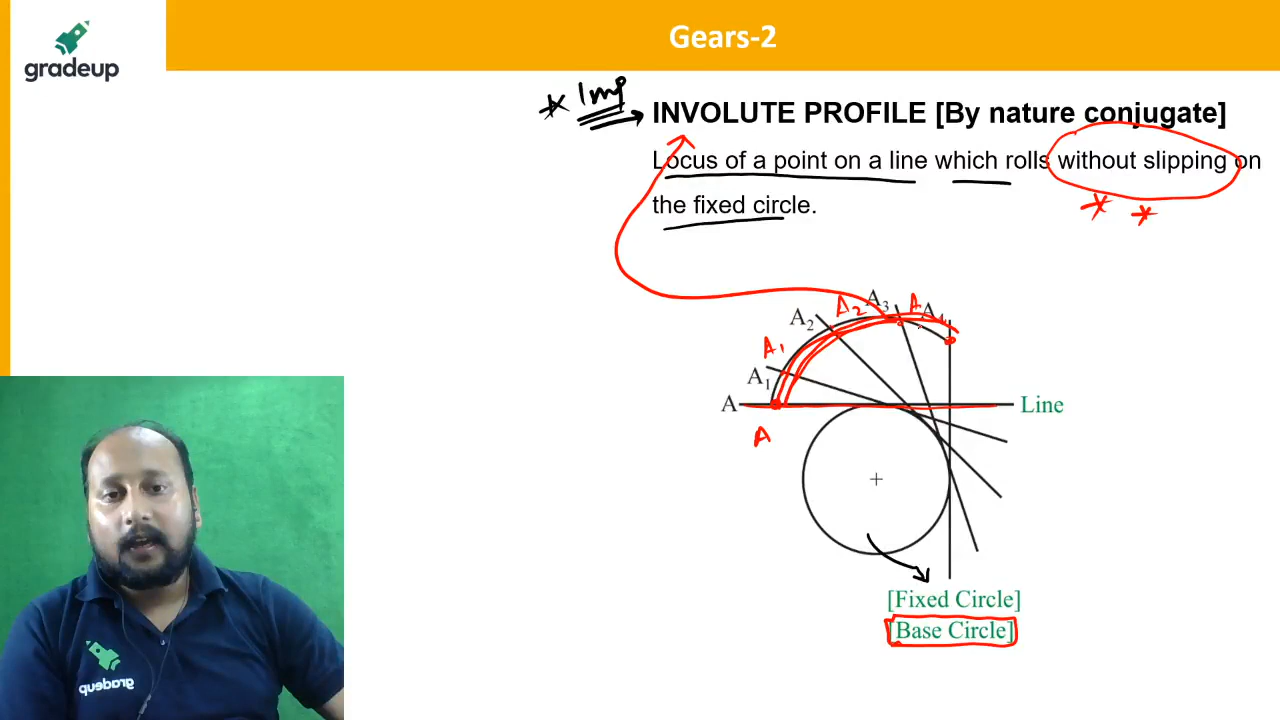 Gears-2
gradeup
* Imp
INVOLUTE PROFILE [By nature conjugate]
Locus of a point on a line which rolls without slipping on
the fixed circle.
A3 A A4
A2 A2
A1
A1
A Line
A
[Fixed Circle]
[Base Circle]
gradeup